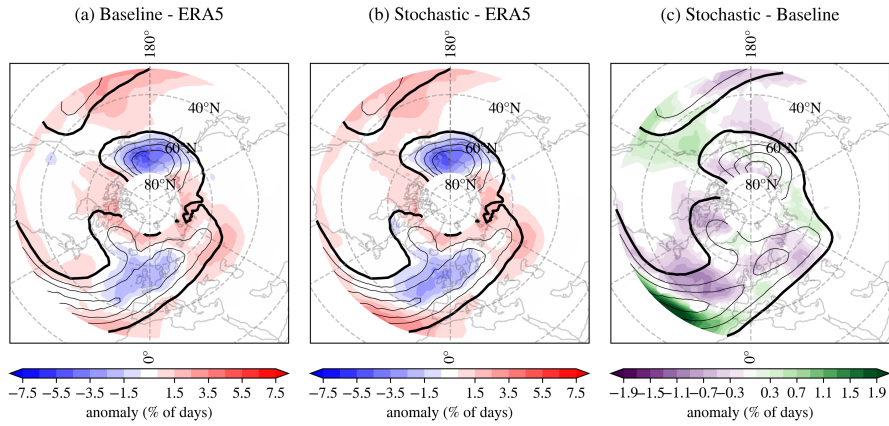 (a) Baseline - ERA5
(b) Stochastic - ERA5
(c) Stochastic - Baseline
180°
180°
180°
40°N
40°N
40°N
60°N
60°N
60°N
80°N
80°N
80°N
0°
0°
0°
−7.5 −5.5 −3.5 −1.5 1.5 3.5 5.5 7.5
−7.5 −5.5 −3.5 −1.5 1.5 3.5 5.5 7.5
−1.9 −1.5 −1.1 −0.7 −0.3 0.3 0.7 1.1 1.5 1.9
anomaly (% of days)
anomaly (% of days)
anomaly (% of days)